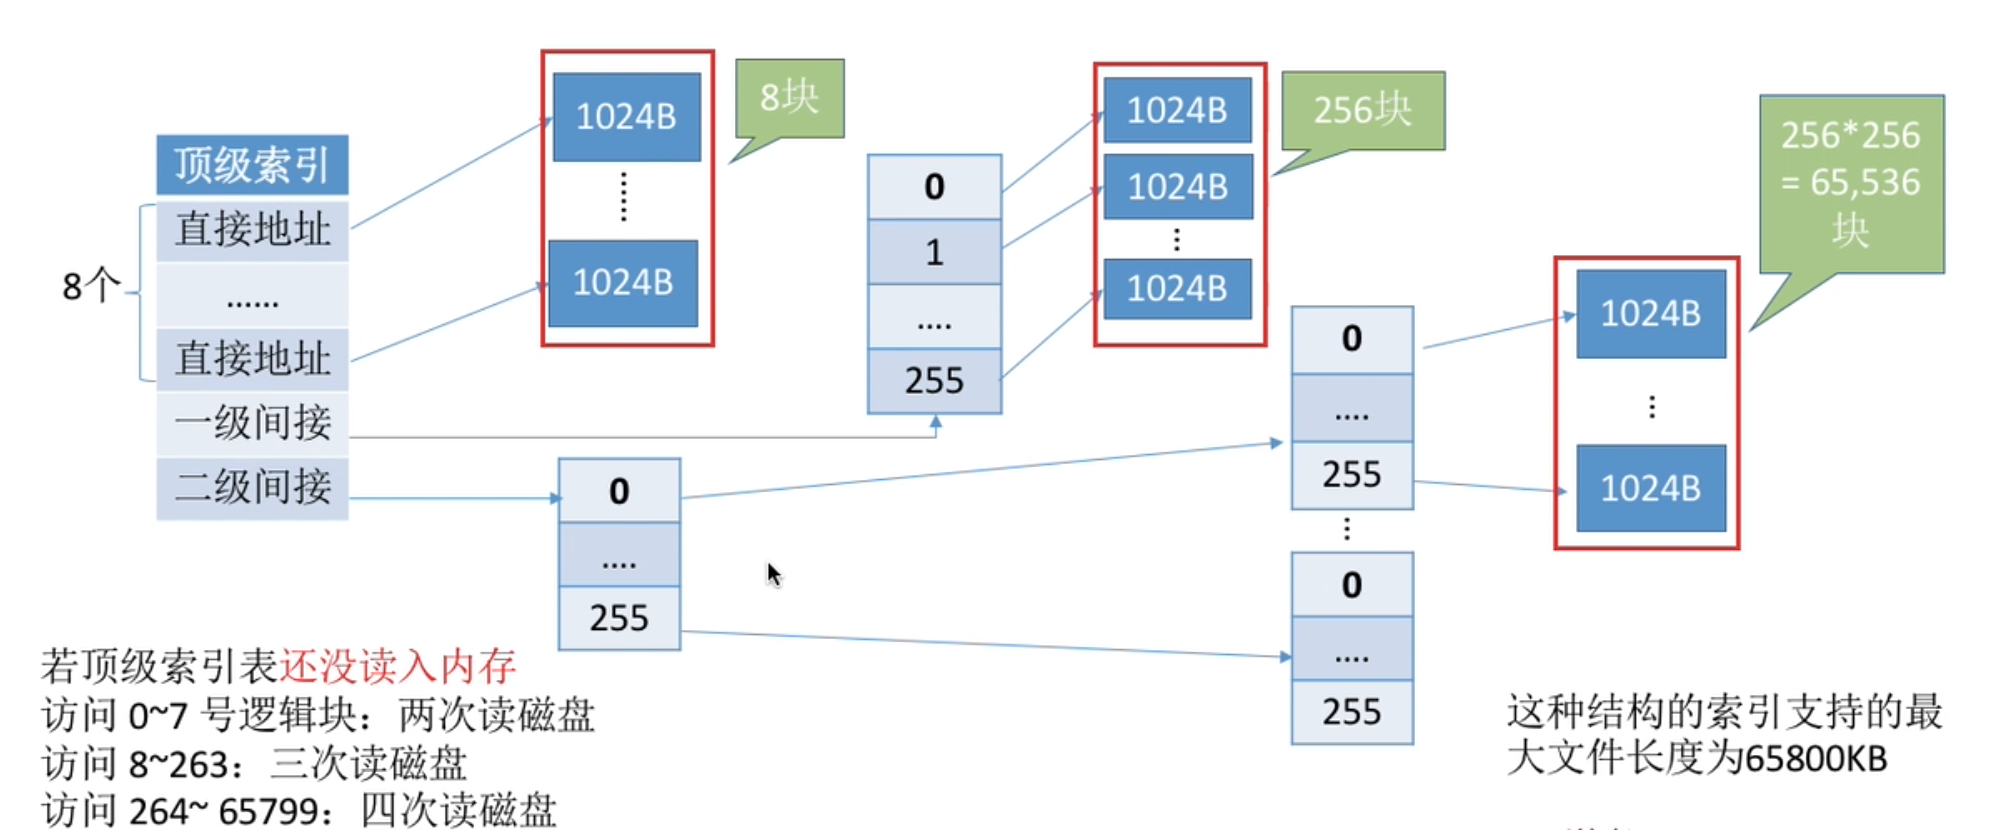 顶级索引
直接地址
......
直接地址
一级间接
二级间接
8个
1024B
1024B
8块
0
1
....
255
1024B
1024B
1024B
256块
0
....
255
0
....
255
0
....
255
1024B
1024B
256*256
= 65,536
块
若顶级索引表还没读入内存
访问 0~7 号逻辑块：两次读磁盘
访问 8~263：三次读磁盘
访问 264~ 65799：四次读磁盘
这种结构的索引支持的最
大文件长度为65800KB